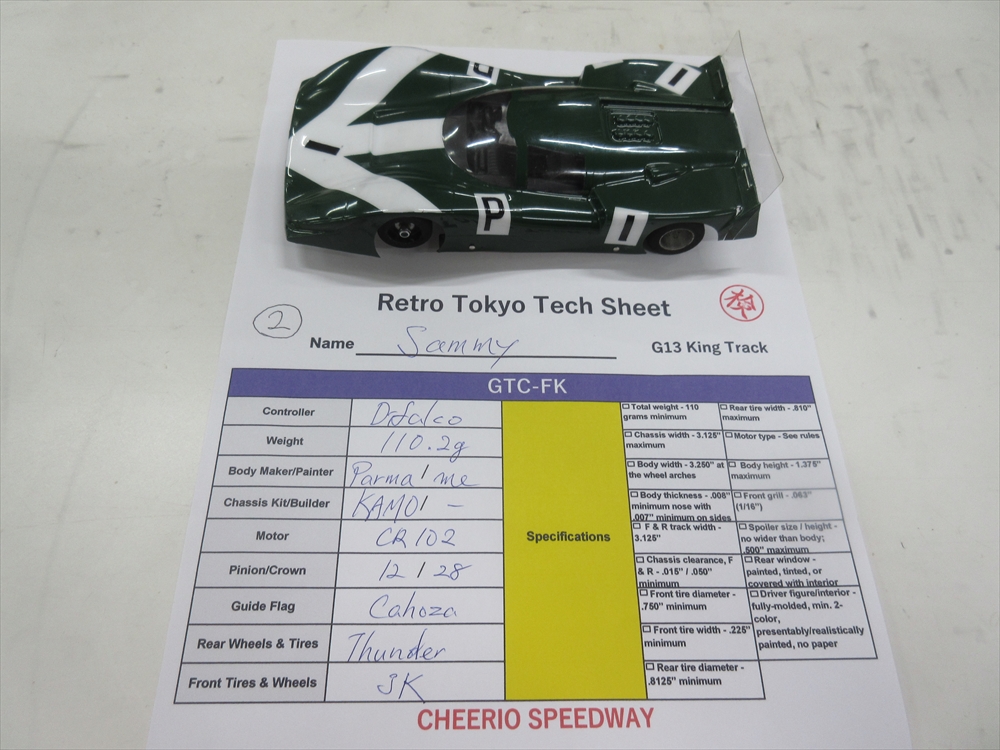 P
1
1
Retro Tokyo Tech Sheet
2
Name Sammy
G13 King Track
GTC-FK
Controller Difalco
Weight 110.2g
Body Maker/Painter Parma / me
Chassis Kit/Builder KAMO / -
Motor CR102
Pinion/Crown 12 / 28
Guide Flag Cahoza
Rear Wheels & Tires Thunder
Front Tires & Wheels JK
Specifications
Total weight - 110
grams minimum
Rear tire width - .810"
maximum
Chassis width - 3.125"
maximum
Motor type - See rules
Body width - 3.250" at
the wheel arches
Body height - 1.375"
maximum
Body thickness - .008"
minimum nose with
.007" minimum on sides
Front grill - .063"
(1/16")
F & R track width -
3.125"
Spoiler size / height -
no wider than body;
.500" maximum
Chassis clearance, F
& R - .015" / .050"
minimum
Rear window -
painted, tinted, or
covered with interior
Front tire diameter -
.750" minimum
Driver figure/interior -
fully-molded, min. 2-
color,
presentably/realistically
painted, no paper
Front tire width - .225"
minimum
Rear tire diameter -
.8125" minimum
CHEERIO SPEEDWAY